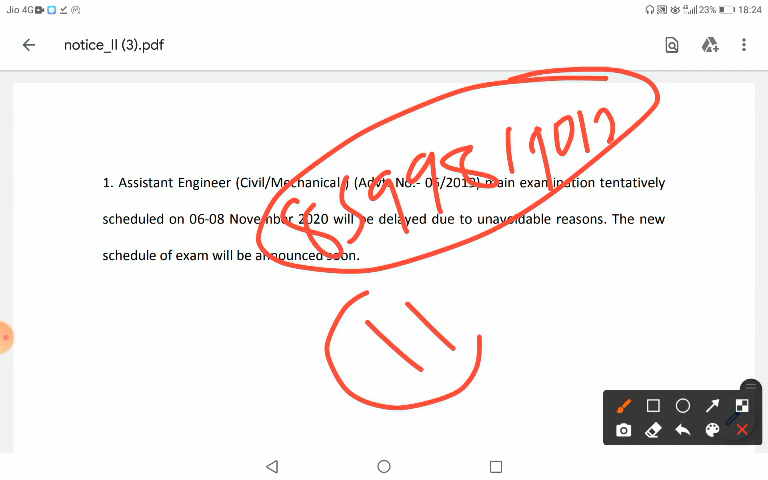 Jio 4G 23% 18:24
notice_II (3).pdf
8599819012
1. Assistant Engineer (Civil/Mechanical) (Advt. No.- 05/2019) main examination tentatively
scheduled on 06-08 November 2020 will be delayed due to unavoidable reasons. The new
schedule of exam will be announced soon.
11